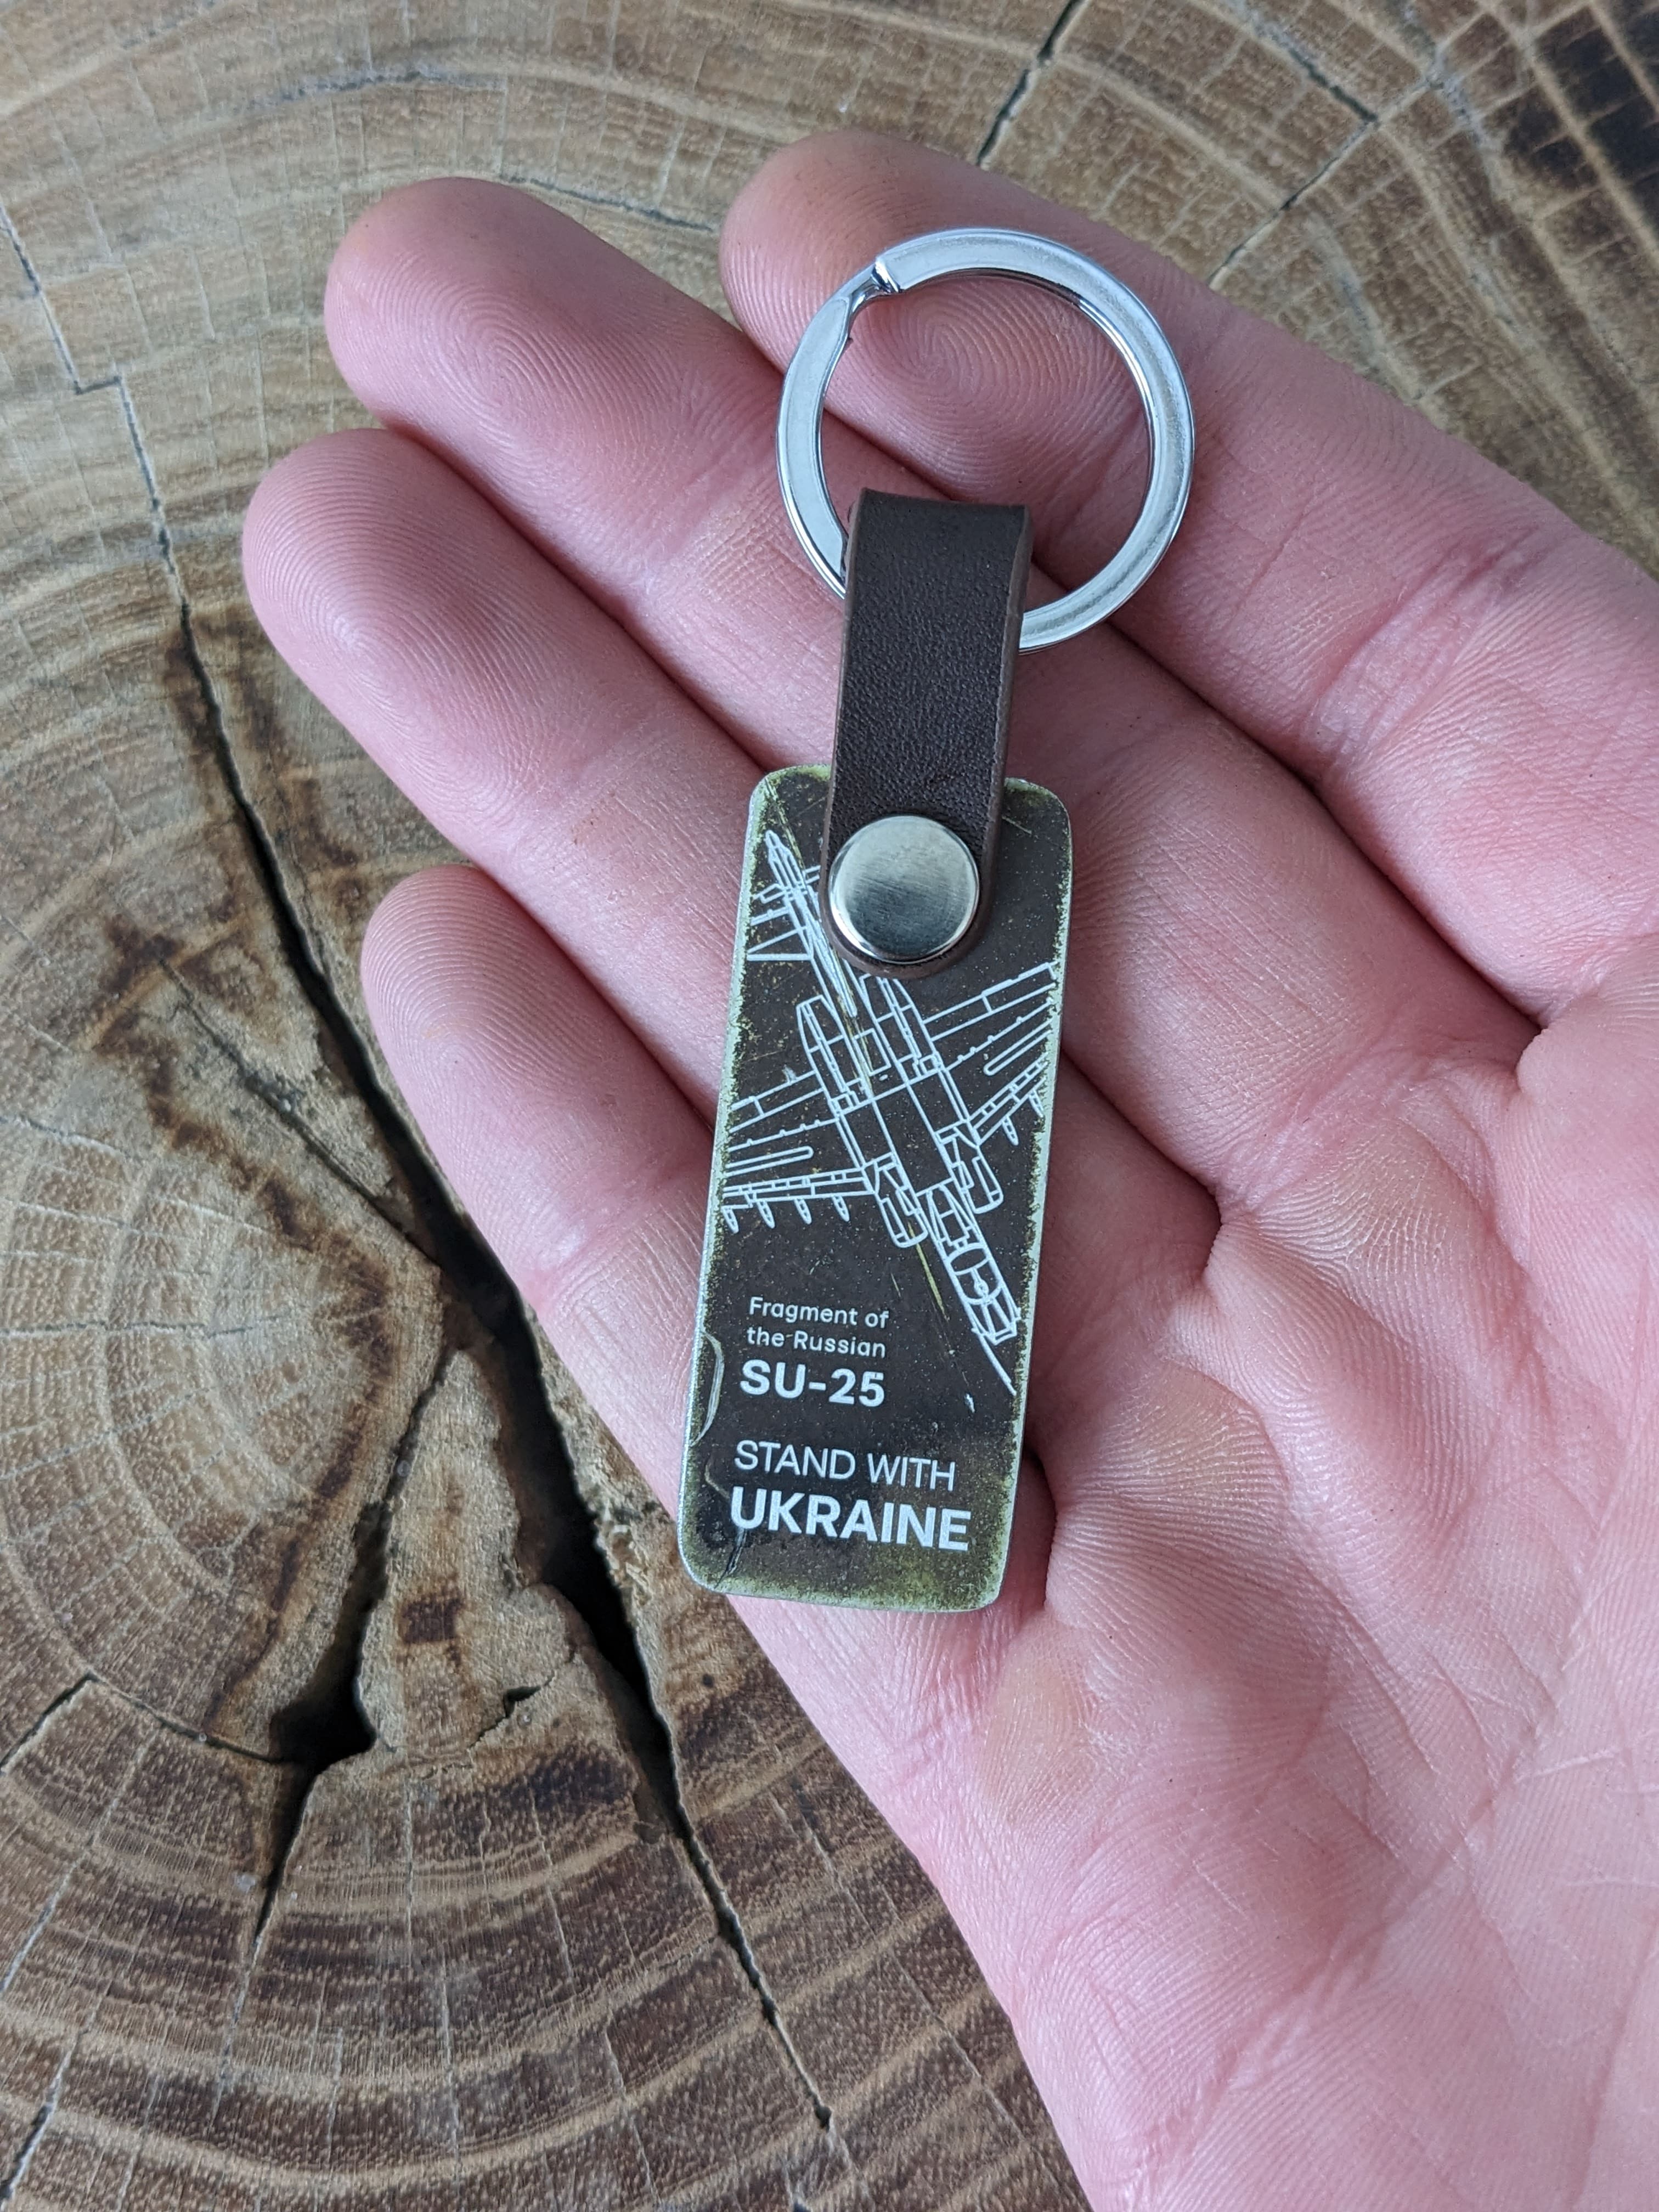 Fragment of
the Russian
SU-25
STAND WITH
UKRAINE